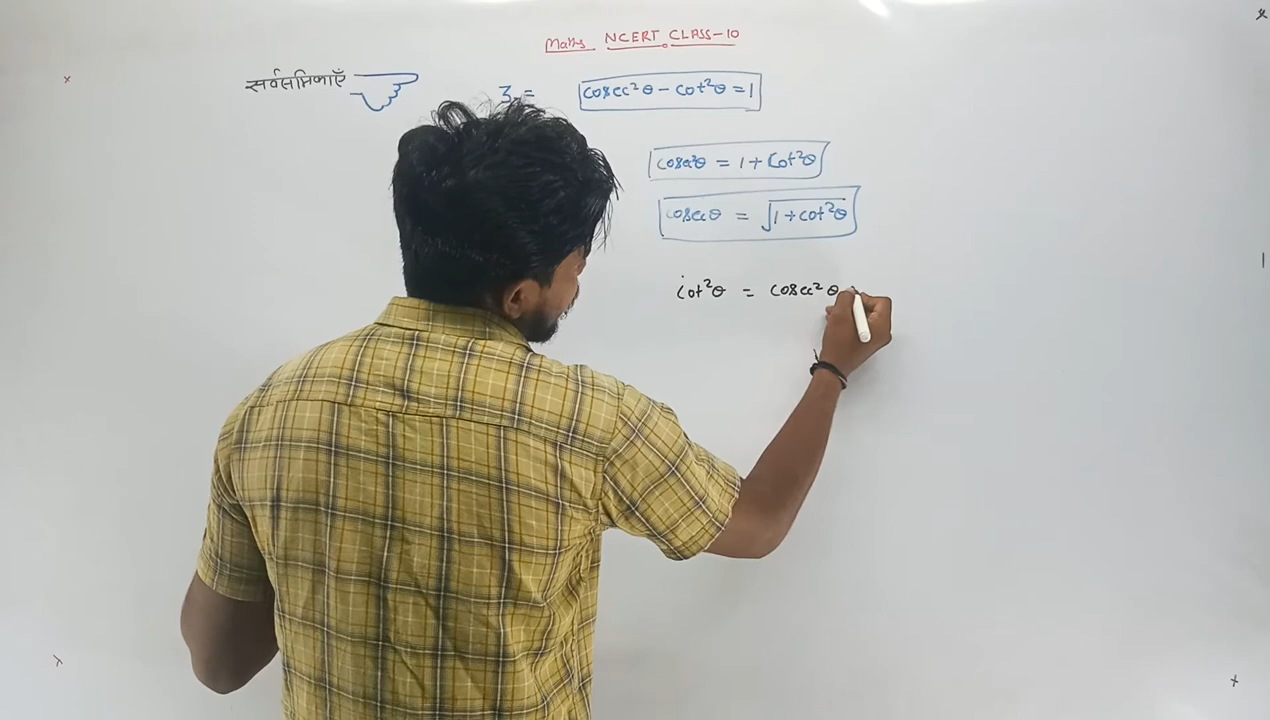 Maths NCERT CLASS-10
सर्वसमिकाएँ 3. = cosec²θ - cot²θ = 1
cosec²θ = 1 + cot²θ
cosecθ = √1 + cot²θ
cot²θ = cosec²θ